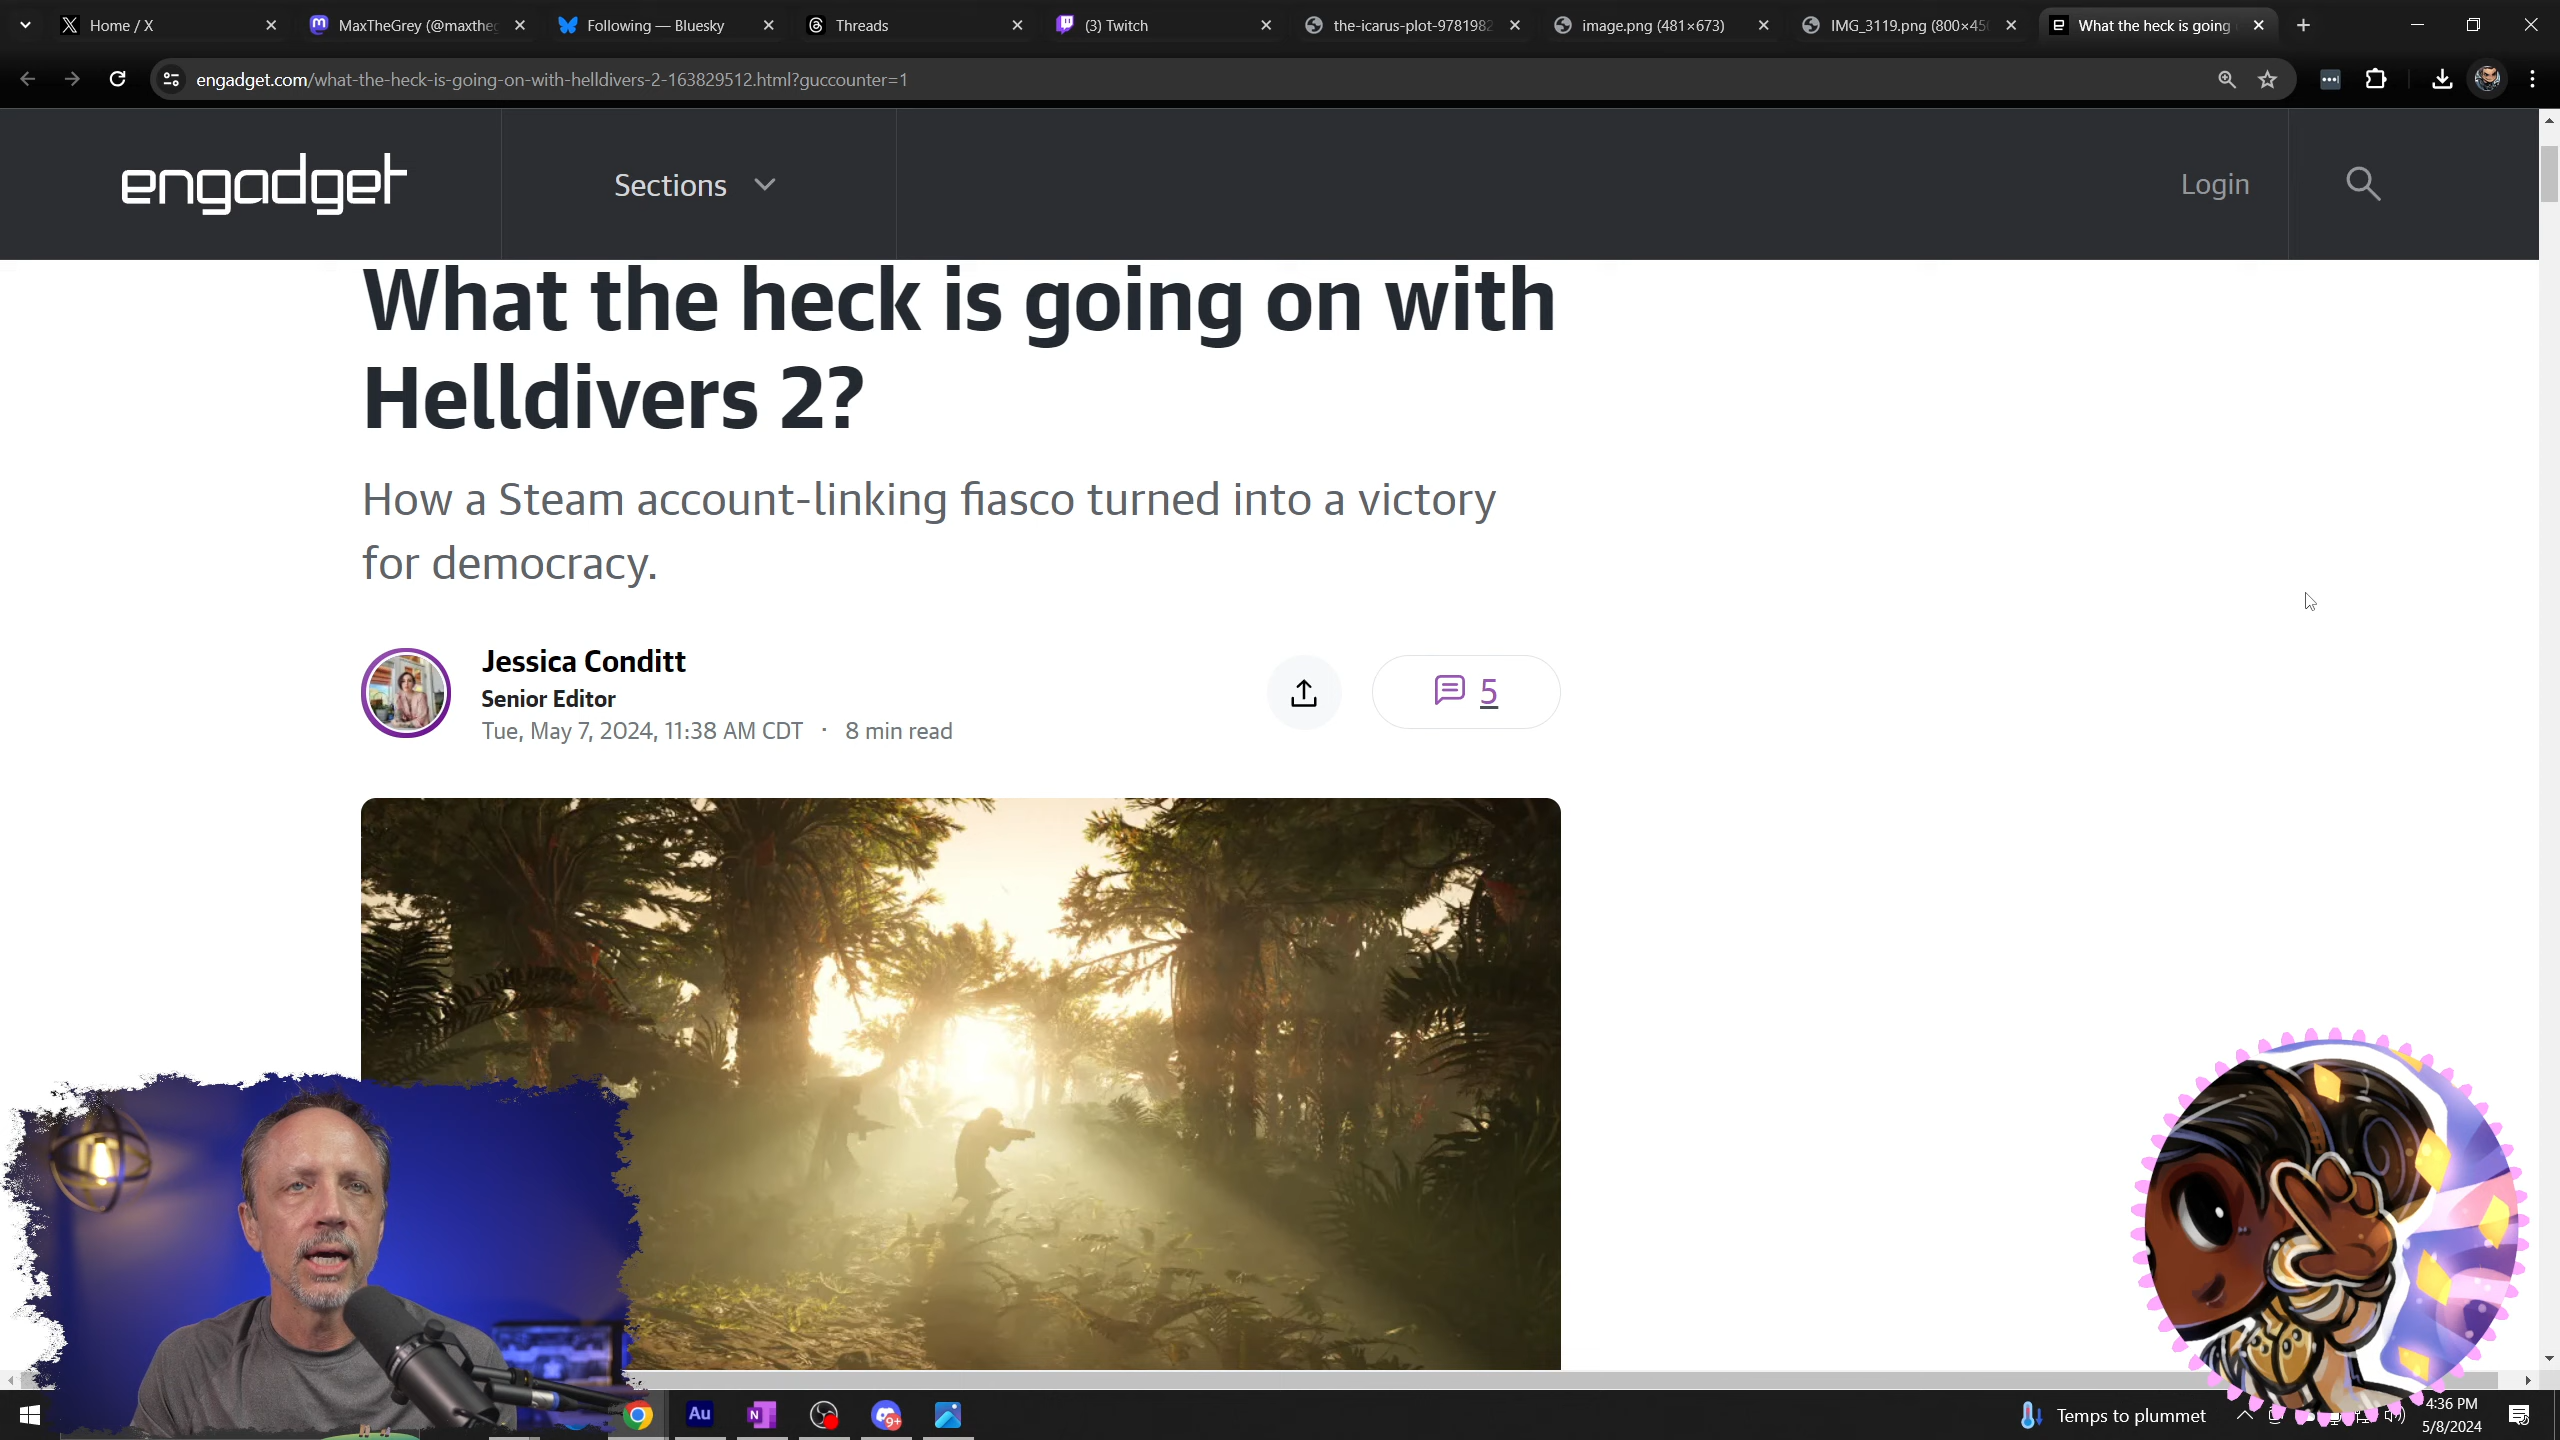 Home / X
MaxTheGrey (@maxtheg
Following — Bluesky
Threads
(3) Twitch
the-icarus-plot-9781982
image.png (481×673)
IMG_3119.png (800×45
What the heck is going
engadget.com/what-the-heck-is-going-on-with-helldivers-2-163829512.html?guccounter=1
engadget
Sections
Login
What the heck is going on with
Helldivers 2?
How a Steam account-linking fiasco turned into a victory
for democracy.
Jessica Conditt
Senior Editor
Tue, May 7, 2024, 11:38 AM CDT · 8 min read
5
Au
N
9+
Temps to plummet
4:36 PM
5/8/2024